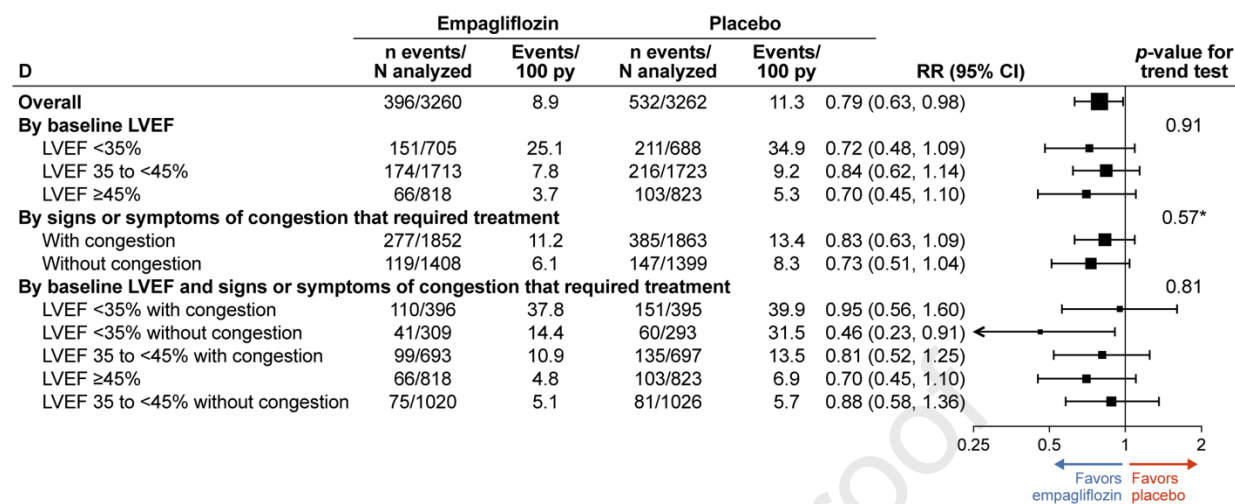 Empagliflozin Placebo
D n events/ N analyzed Events/ 100 py n events/ N analyzed Events/ 100 py RR (95% CI) p-value for trend test
Overall 396/3260 8.9 532/3262 11.3 0.79 (0.63, 0.98)
By baseline LVEF 0.91
LVEF <35% 151/705 25.1 211/688 34.9 0.72 (0.48, 1.09)
LVEF 35 to <45% 174/1713 7.8 216/1723 9.2 0.84 (0.62, 1.14)
LVEF ≥45% 66/818 3.7 103/823 5.3 0.70 (0.45, 1.10)
By signs or symptoms of congestion that required treatment 0.57*
With congestion 277/1852 11.2 385/1863 13.4 0.83 (0.63, 1.09)
Without congestion 119/1408 6.1 147/1399 8.3 0.73 (0.51, 1.04)
By baseline LVEF and signs or symptoms of congestion that required treatment 0.81
LVEF <35% with congestion 110/396 37.8 151/395 39.9 0.95 (0.56, 1.60)
LVEF <35% without congestion 41/309 14.4 60/293 31.5 0.46 (0.23, 0.91)
LVEF 35 to <45% with congestion 99/693 10.9 135/697 13.5 0.81 (0.52, 1.25)
LVEF ≥45% 66/818 4.8 103/823 6.9 0.70 (0.45, 1.10)
LVEF 35 to <45% without congestion 75/1020 5.1 81/1026 5.7 0.88 (0.58, 1.36)
0.25 0.5 1 2
Favors empagliflozin Favors placebo
roof